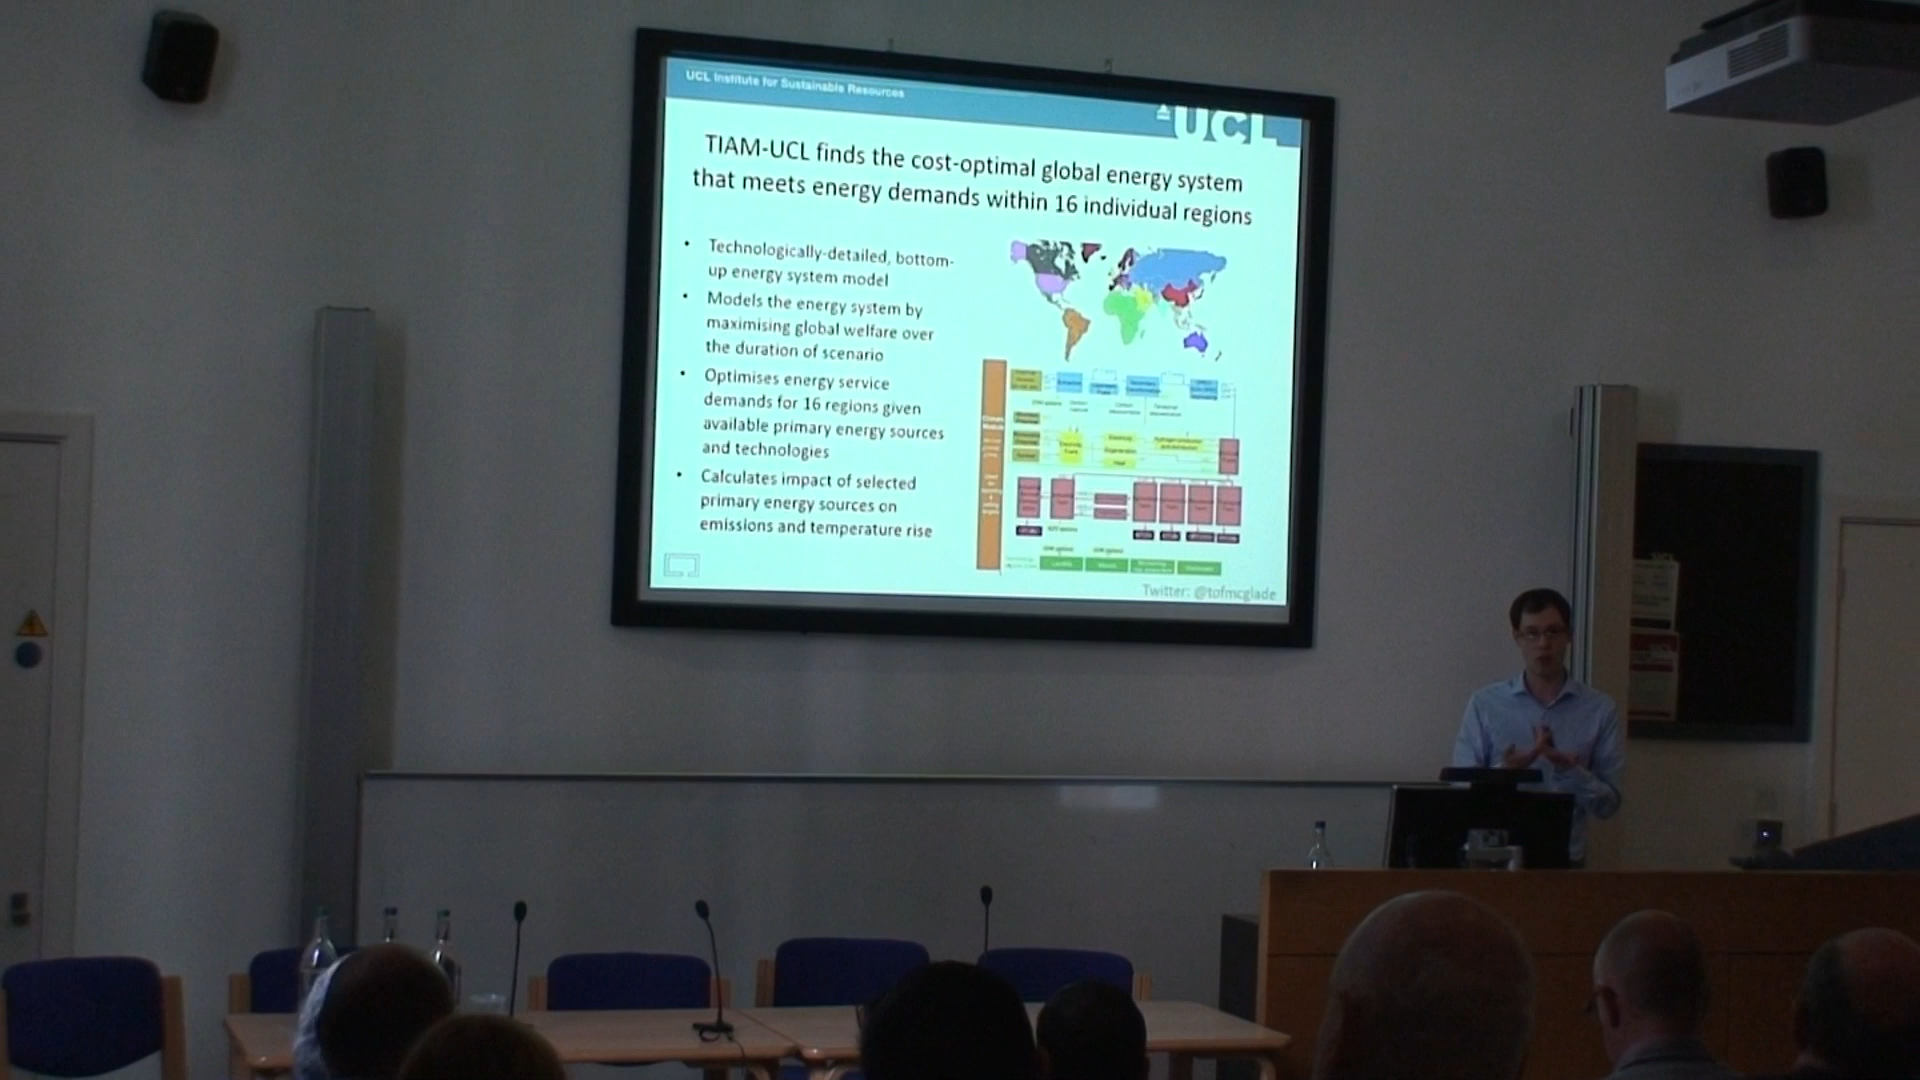 UCL Institute for Sustainable Resources
UCL
TIAM-UCL finds the cost-optimal global energy system
that meets energy demands within 16 individual regions
• Technologically-detailed, bottom-
up energy system model
• Models the energy system by
maximising global welfare over
the duration of scenario
• Optimises energy service
demands for 16 regions given
available primary energy sources
and technologies
• Calculates impact of selected
primary energy sources on
emissions and temperature rise
Twitter: @tofmcglade